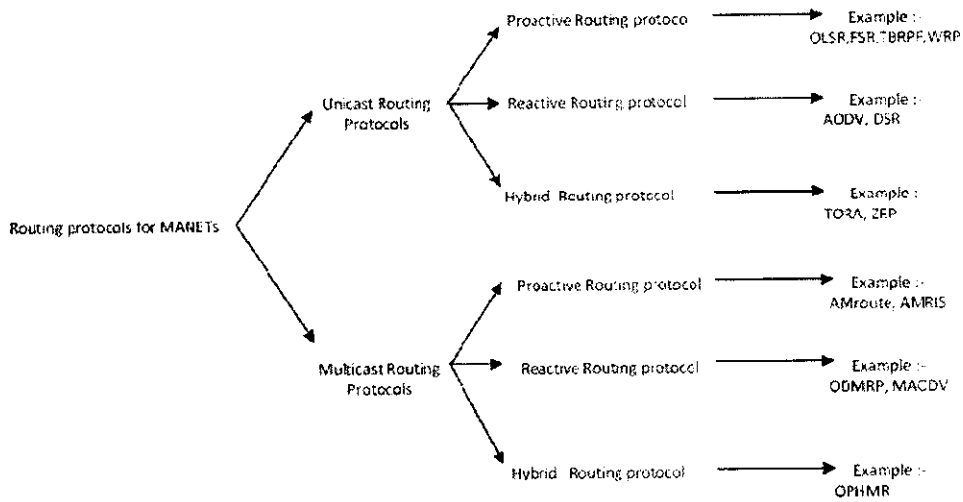 Proactive Routing protoco
Example :-
OLSR,FSR,TBRPF,WRP
Unicast Routing
Protocols
Reactive Routing protocol
Example :-
AODV, DSR
Hybrid Routing protocol
Example :-
TORA, ZRP
Routing protocols for MANETs
Proactive Routing protocol
Example :-
AMroute, AMRIS
Multicast Routing
Protocols
Reactive Routing protocol
Example :-
ODMRP, MAODV
Hybrid Routing protocol
Example :-
OPHMR